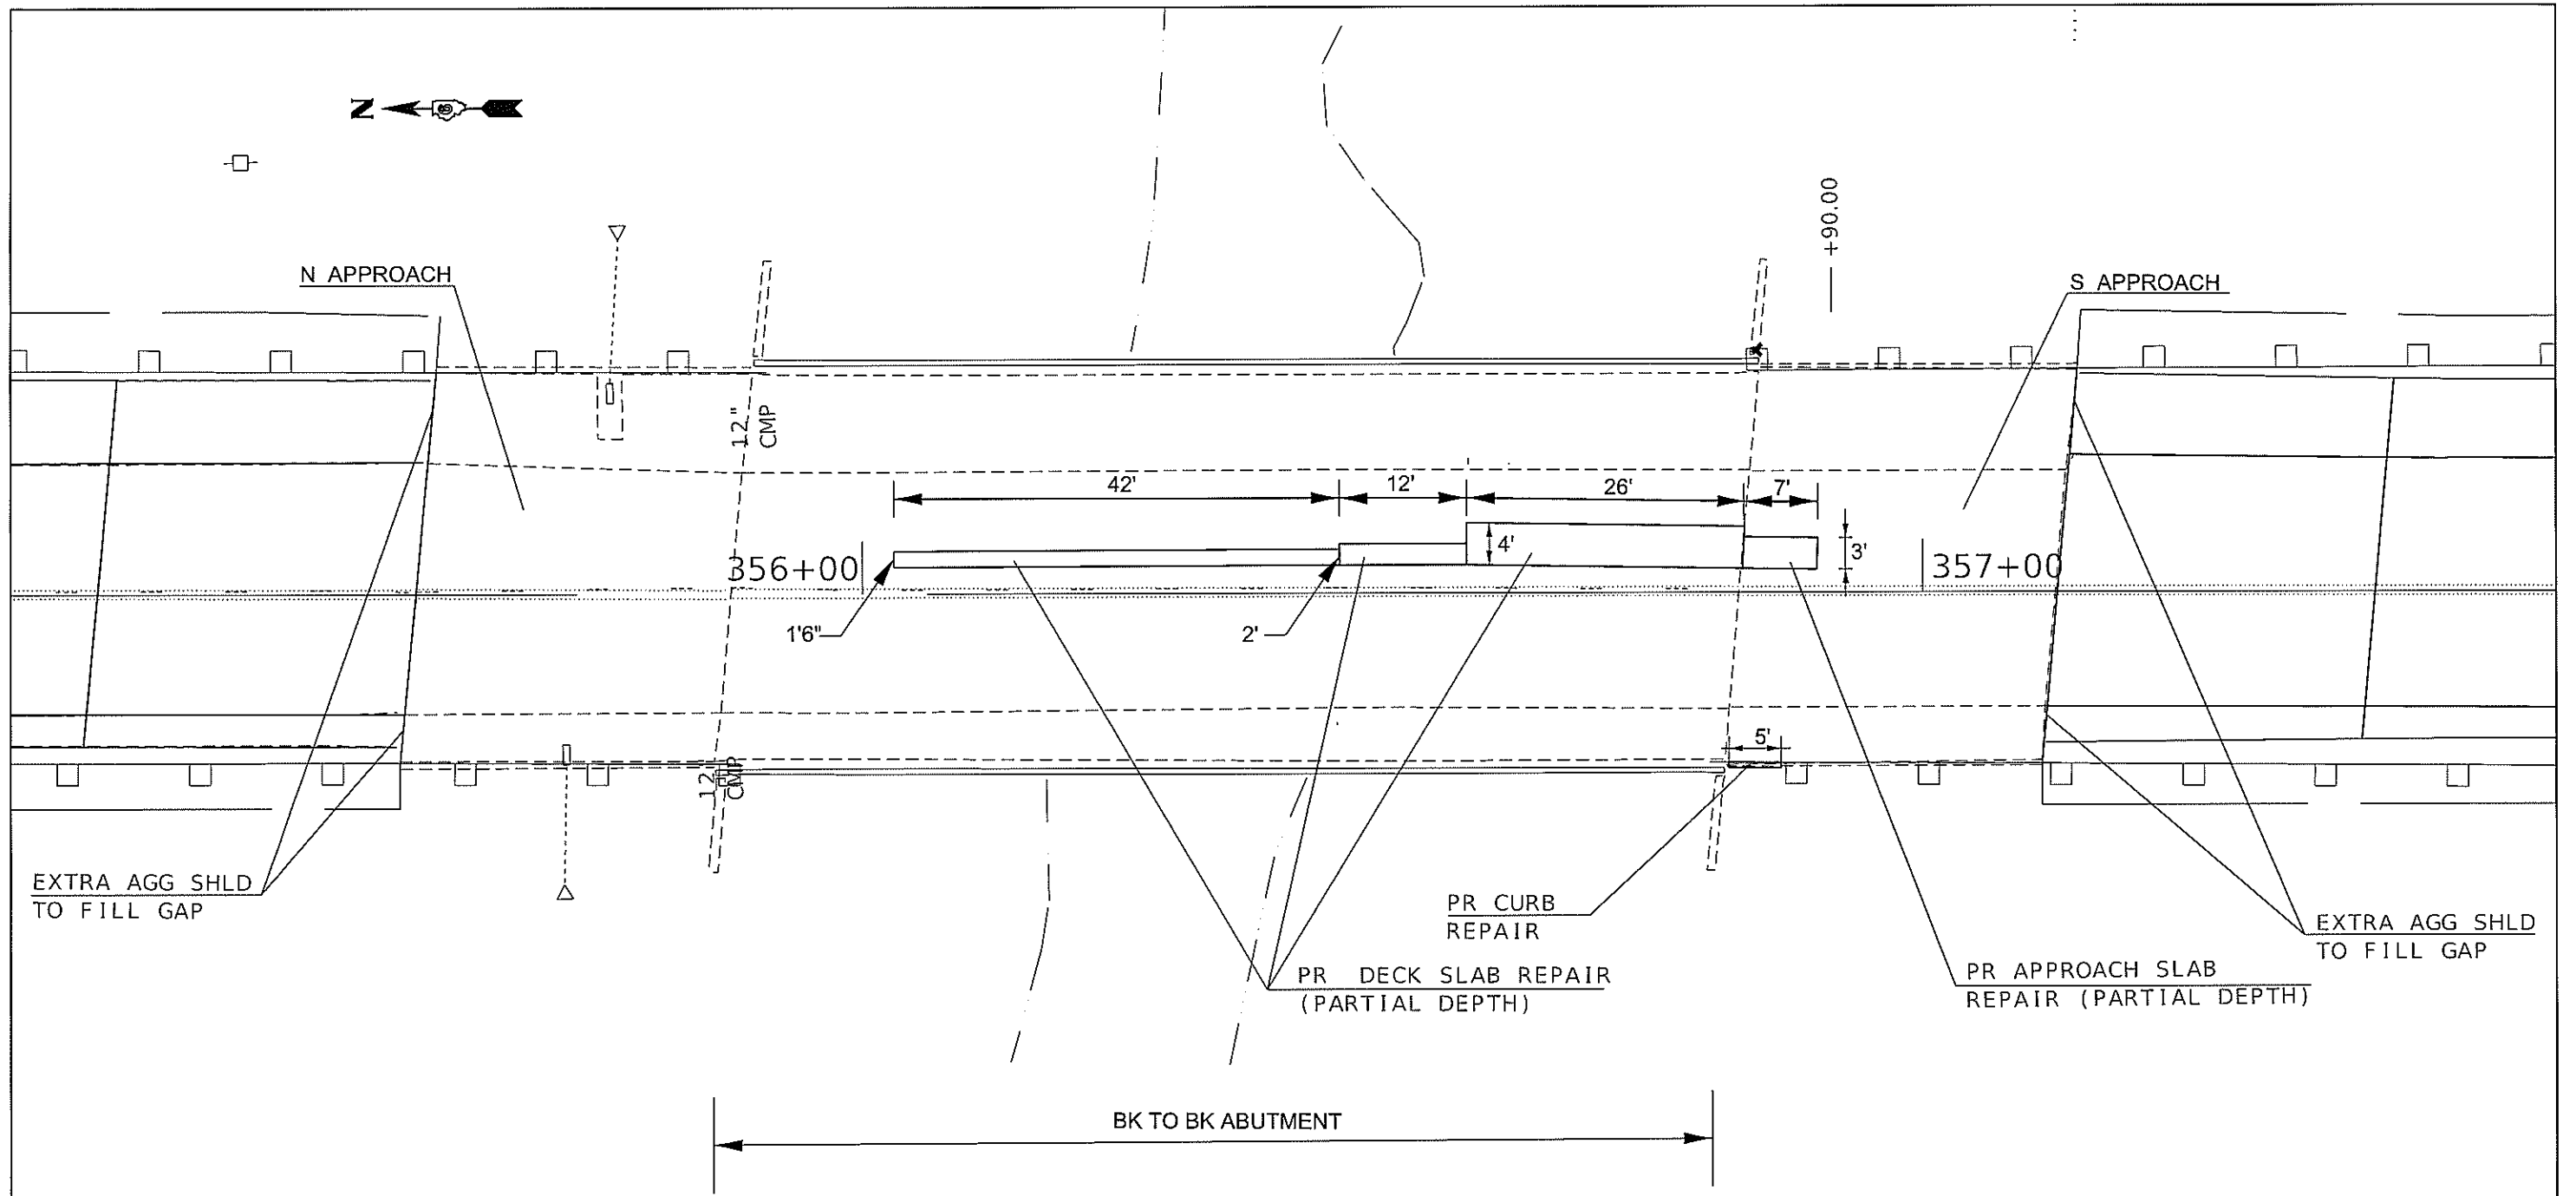 N
+90.00
N APPROACH
S APPROACH
12"
CMP
42'
12'
26'
7'
4'
3'
356+00
357+00
1'6"
2'
5'
12
CMP
EXTRA AGG SHLD
TO FILL GAP
PR CURB
REPAIR
EXTRA AGG SHLD
TO FILL GAP
PR DECK SLAB REPAIR
(PARTIAL DEPTH)
PR APPROACH SLAB
REPAIR (PARTIAL DEPTH)
BK TO BK ABUTMENT